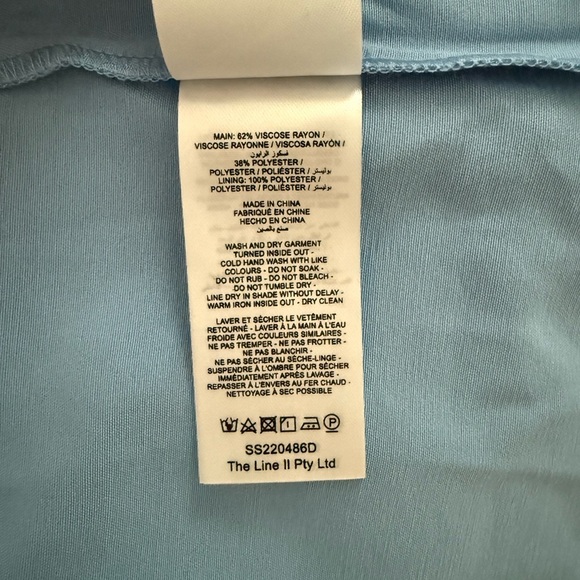 MAIN: 62% VISCOSE RAYON /
VISCOSE RAYONNE / VISCOSA RAYÓN /
فسكوز الرايون
38% POLYESTER /
POLYESTER / POLIÉSTER / بوليستر
LINING: 100% POLYESTER /
POLYESTER / POLIÉSTER / بوليستر
MADE IN CHINA
FABRIQUÉ EN CHINE
HECHO EN CHINA
صنع بالصين
WASH AND DRY GARMENT
TURNED INSIDE OUT -
COLD HAND WASH WITH LIKE
COLOURS - DO NOT SOAK -
DO NOT RUB - DO NOT BLEACH -
DO NOT TUMBLE DRY -
LINE DRY IN SHADE WITHOUT DELAY -
WARM IRON INSIDE OUT - DRY CLEAN
LAVER ET SÉCHER LE VETÊMENT
RETOURNÉ - LAVER À LA MAIN À L'EAU
FROIDE AVEC COULEURS SIMILAIRES -
NE PAS TREMPER - NE PAS FROTTER -
NE PAS BLANCHIR -
NE PAS SÉCHER AU SÈCHE-LINGE -
SUSPENDRE À L'OMBRE POUR SÉCHER
IMMÉDIATEMENT APRÈS LAVAGE -
REPASSER À L'ENVERS AU FER CHAUD -
NETTOYAGE À SEC POSSIBLE
P
SS220486D
The Line II Pty Ltd